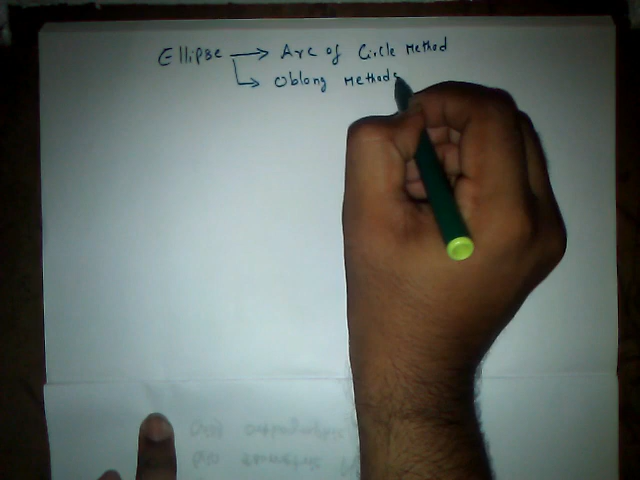 Ellipse → Arc of Circle Method
↳ Oblong Methods